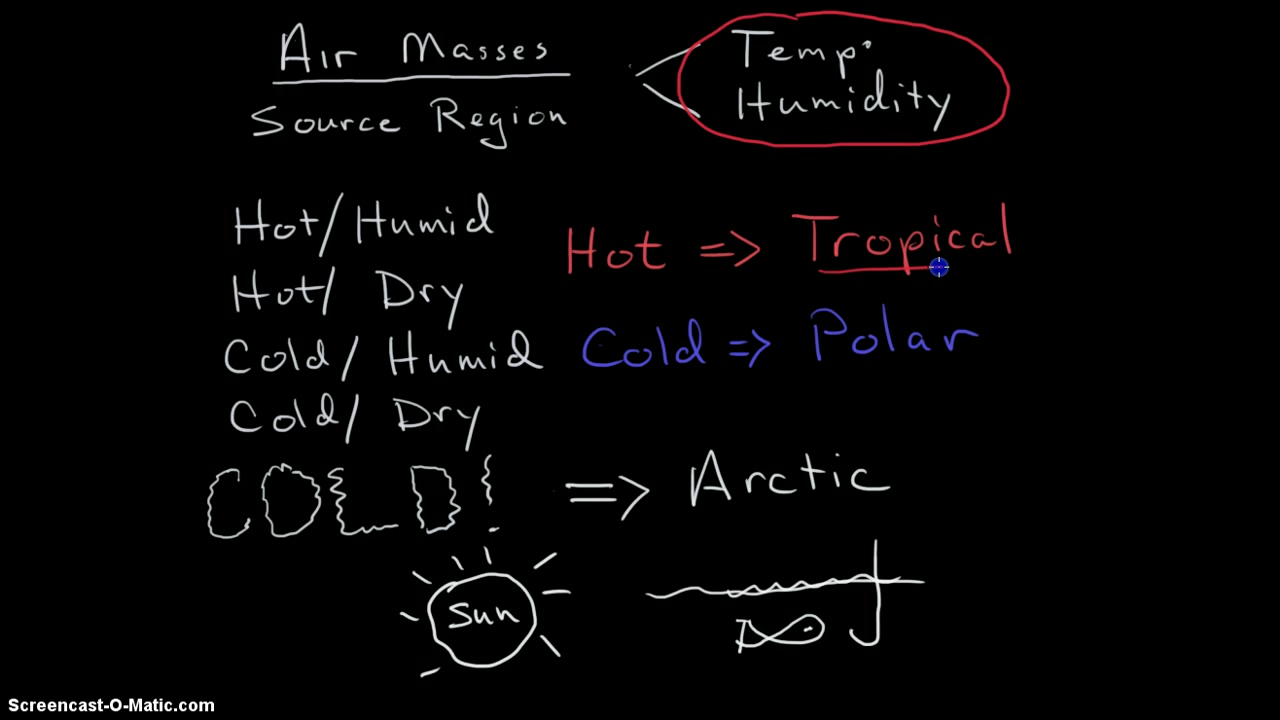 Air Masses
Source Region
Temp.
Humidity
Hot/Humid
Hot/ Dry
Cold/ Humid
Cold/ Dry
COLD!
Hot => Tropical
Cold => Polar
=> Arctic
Sun
Screencast-O-Matic.com